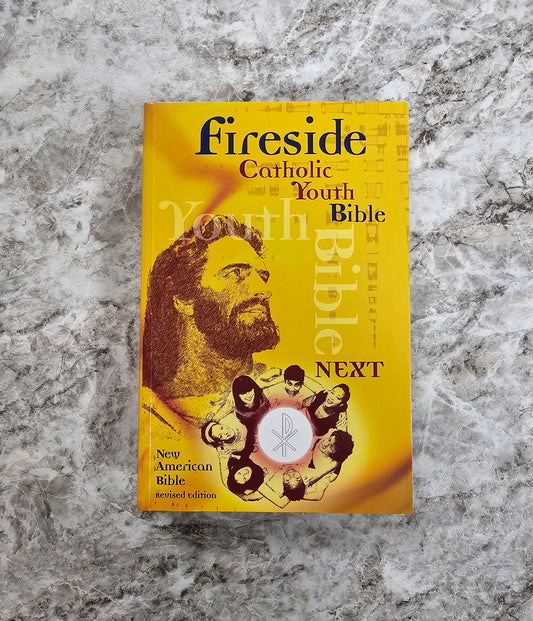 Fireside
Catholic
Youth
Bible
Youth
Bible
NEXT
New
American
Bible
Revised Edition